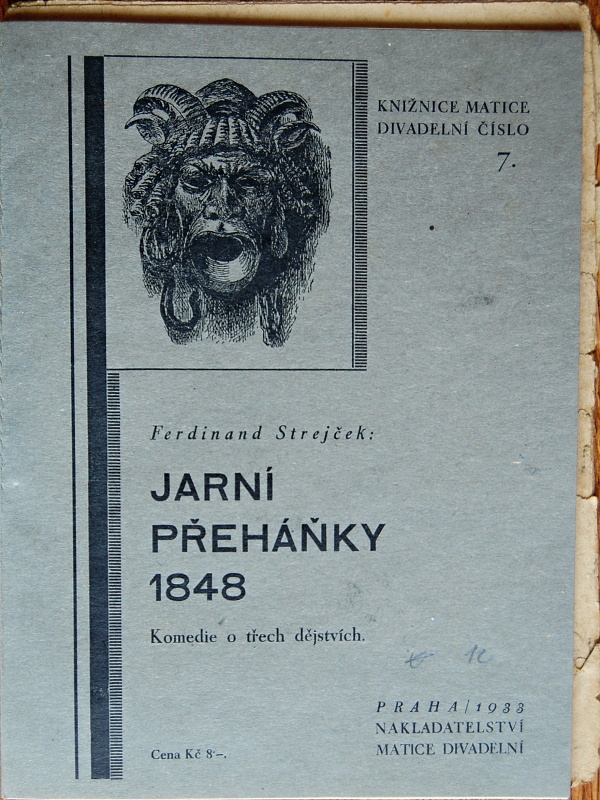 KNIŽNICE MATICE
DIVADELNÍ ČÍSLO
7.
Ferdinand Strejček:
JARNÍ
PŘEHÁŇKY
1848
Komedie o třech dějstvích.
PRAHA/1933
NAKLADATELSTVÍ
MATICE DIVADELNÍ
Cena Kč 8·–.